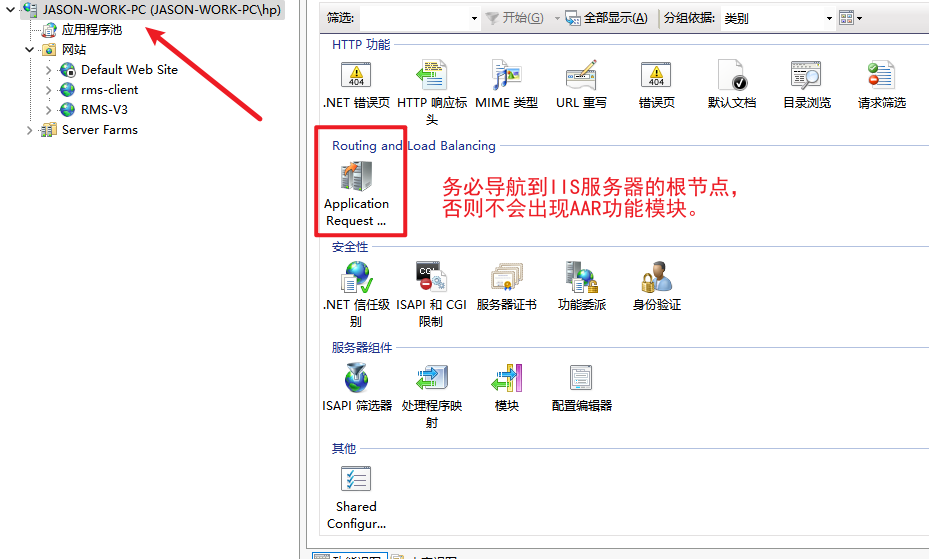 JASON-WORK-PC (JASON-WORK-PC\hp)
应用程序池
网站
Default Web Site
rms-client
RMS-V3
Server Farms
筛选: 开始(G) 全部显示(A) 分组依据: 类别
HTTP 功能
.NET 错误页 HTTP 响应标头 MIME 类型 URL 重写 错误页 默认文档 目录浏览 请求筛选
Routing and Load Balancing
Application
Request ...
务必导航到IIS服务器的根节点，
否则不会出现AAR功能模块。
安全性
.NET 信任级别 ISAPI 和 CGI 限制 服务器证书 功能委派 身份验证
服务器组件
ISAPI 筛选器 处理程序映射 模块 配置编辑器
其他
Shared
Configur...